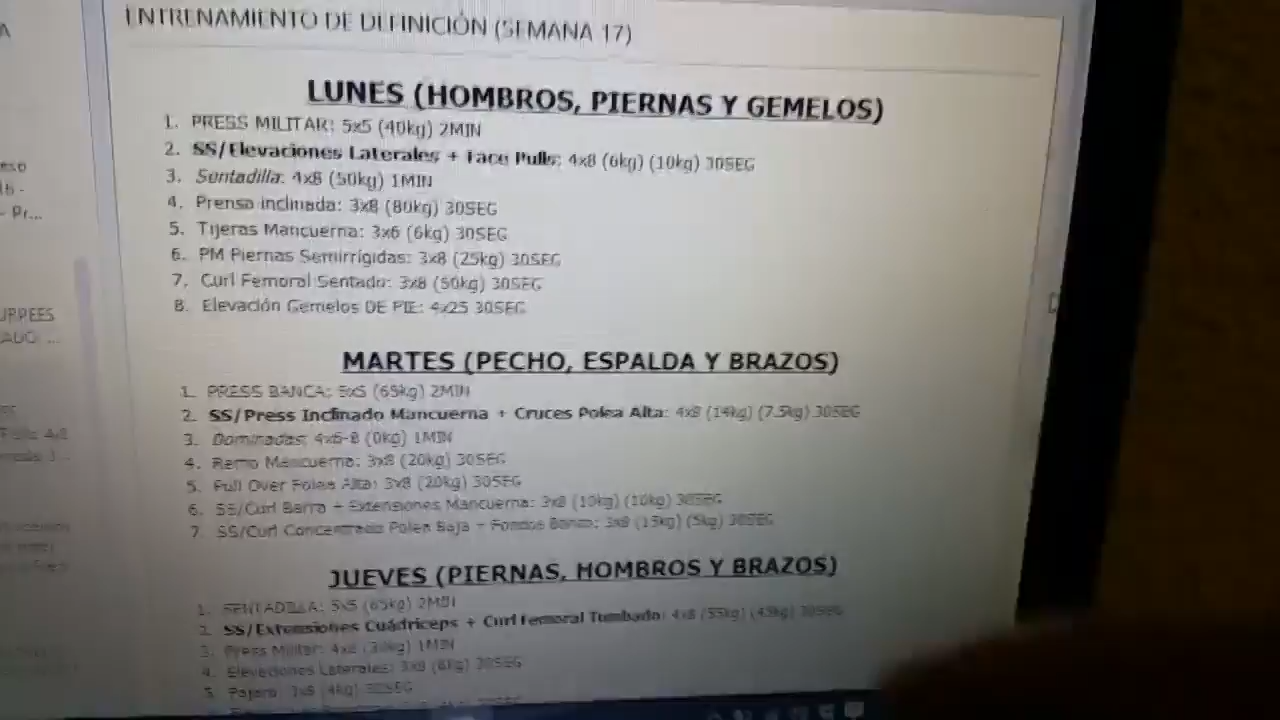 ENTRENAMIENTO DE DEFINICIÓN (SEMANA 17)
LUNES (HOMBROS, PIERNAS Y GEMELOS)
1. PRESS MILITAR: 5x5 (40kg) 2MIN
2. SS/Elevaciones Laterales + Face Pulls: 4x8 (6kg) (10kg) 30SEG
3. Sentadilla: 4x8 (50kg) 1MIN
4. Prensa inclinada: 3x8 (80kg) 30SEG
5. Tijeras Mancuerna: 3x6 (6kg) 30SEG
6. PM Piernas Semirrígidas: 3x8 (25kg) 30SEG
7. Curl Femoral Sentado: 3x8 (50kg) 30SEG
8. Elevación Gemelos DE PIE: 4x25 30SEG
MARTES (PECHO, ESPALDA Y BRAZOS)
1. PRESS BANCA: 5x5 (65kg) 2MIN
2. SS/Press Inclinado Mancuerna + Cruces Polea Alta: 4x8 (14kg) (7.5kg) 30SEG
3. Dominadas: 4x6-8 (0kg) 1MIN
4. Remo Mancuerna: 3x8 (20kg) 30SEG
5. Pull Over Polea Alta: 3x8 (20kg) 30SEG
6. SS/Curl Barra + Extensiones Mancuerna: 3x8 (10kg) (10kg) 30SEG
7. SS/Curl Concentrado Polea Baja + Fondos Banco: 3x8 (15kg) (5kg) 30SEG
JUEVES (PIERNAS, HOMBROS Y BRAZOS)
1. SENTADILLA: 5x5 (65kg) 2MIN
2. SS/Extensiones Cuádriceps + Curl Femoral Tumbado: 4x8 (55kg) (45kg) 30SEG
3. Press Militar: 4x8 (30kg) 1MIN
4. Elevaciones Laterales: 3x8 (6kg) 30SEG
5. Pajaro: 3x8 (4kg) 30SEG